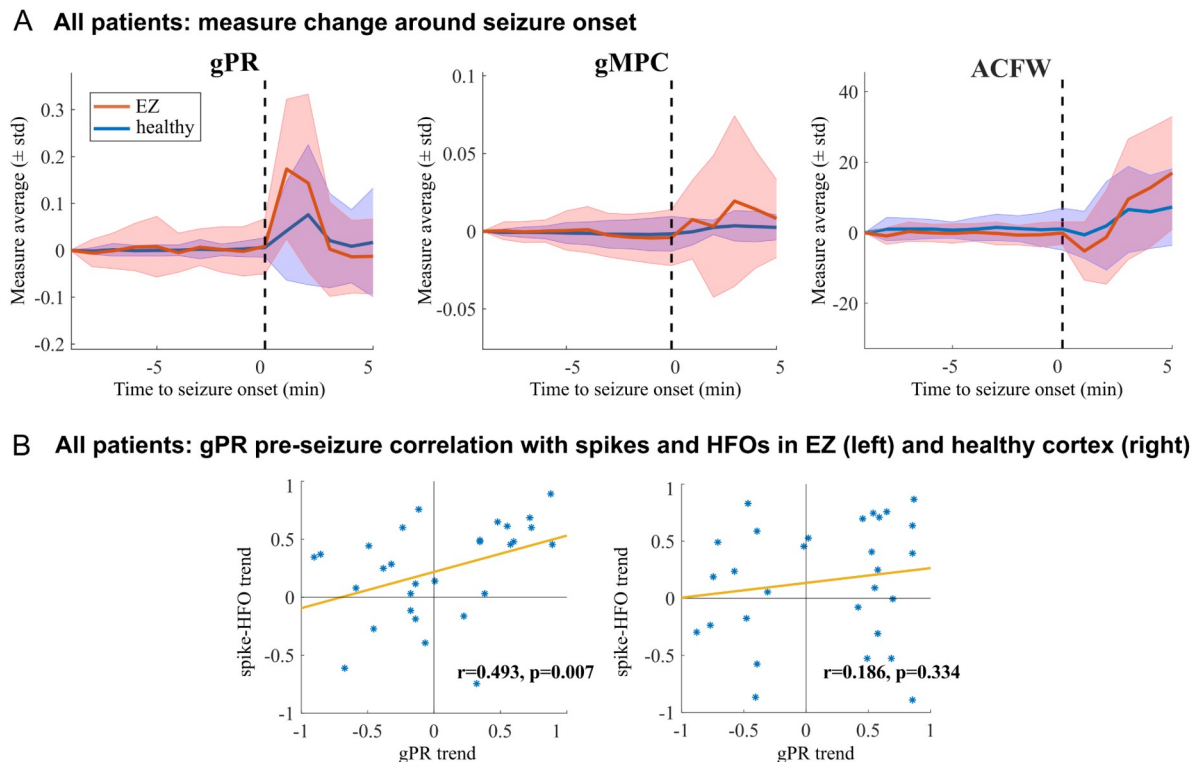 A All patients: measure change around seizure onset
gPR
gMPC
ACFW
EZ
healthy
Measure average (± std)
0.3
0.2
0.1
0
-0.1
-0.2
-5
0
5
Time to seizure onset (min)
Measure average (± std)
0.1
0.05
0
-0.05
-5
0
5
Time to seizure onset (min)
Measure average (± std)
40
20
0
-20
-5
0
5
Time to seizure onset (min)
B All patients: gPR pre-seizure correlation with spikes and HFOs in EZ (left) and healthy cortex (right)
spike-HFO trend
1
0.5
0
0.5
-1
r=0.493, p=0.007
-1
-0.5
0
0.5
1
gPR trend
spike-HFO trend
1
0.5
0
0.5
-1
r=0.186, p=0.334
-1
-0.5
0
0.5
1
gPR trend